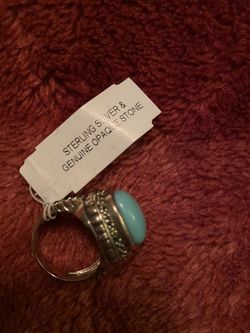 STERLING SILVER &
GENUINE OPAQUE STONE